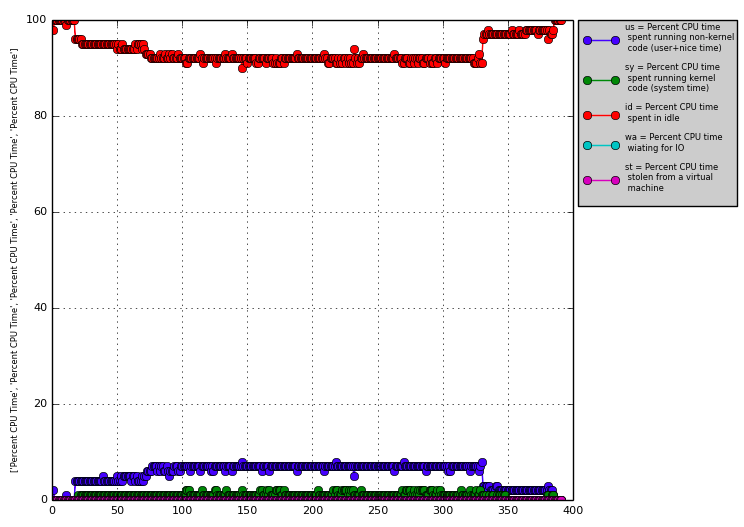 ['Percent CPU Time', 'Percent CPU Time', 'Percent CPU Time', 'Percent CPU Time', 'Percent CPU Time']
100
80
60
40
20
0
0 50 100 150 200 250 300 350 400
us = Percent CPU time
spent running non-kernel
code (user+nice time)
sy = Percent CPU time
spent running kernel
code (system time)
id = Percent CPU time
spent in idle
wa = Percent CPU time
wiating for IO
st = Percent CPU time
stolen from a virtual
machine